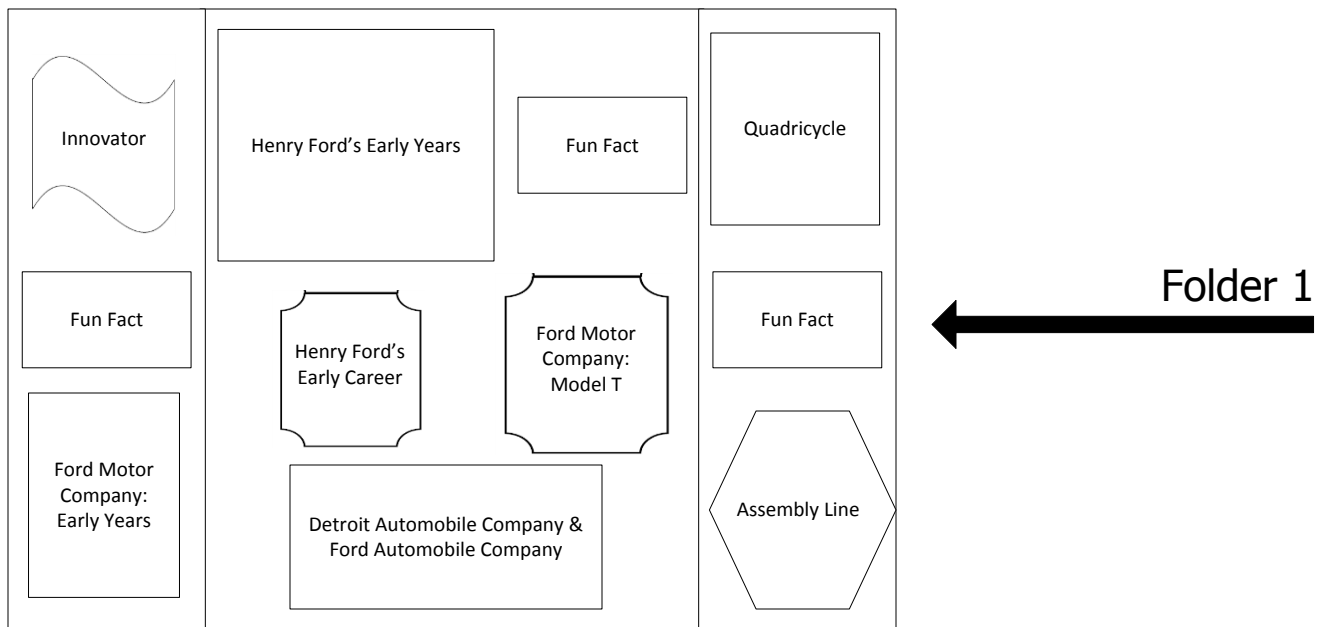 Innovator
Henry Ford’s Early Years
Fun Fact
Quadricycle
Fun Fact
Henry Ford’s
Early Career
Ford Motor
Company:
Model T
Fun Fact
Folder 1
Ford Motor
Company:
Early Years
Detroit Automobile Company &
Ford Automobile Company
Assembly Line